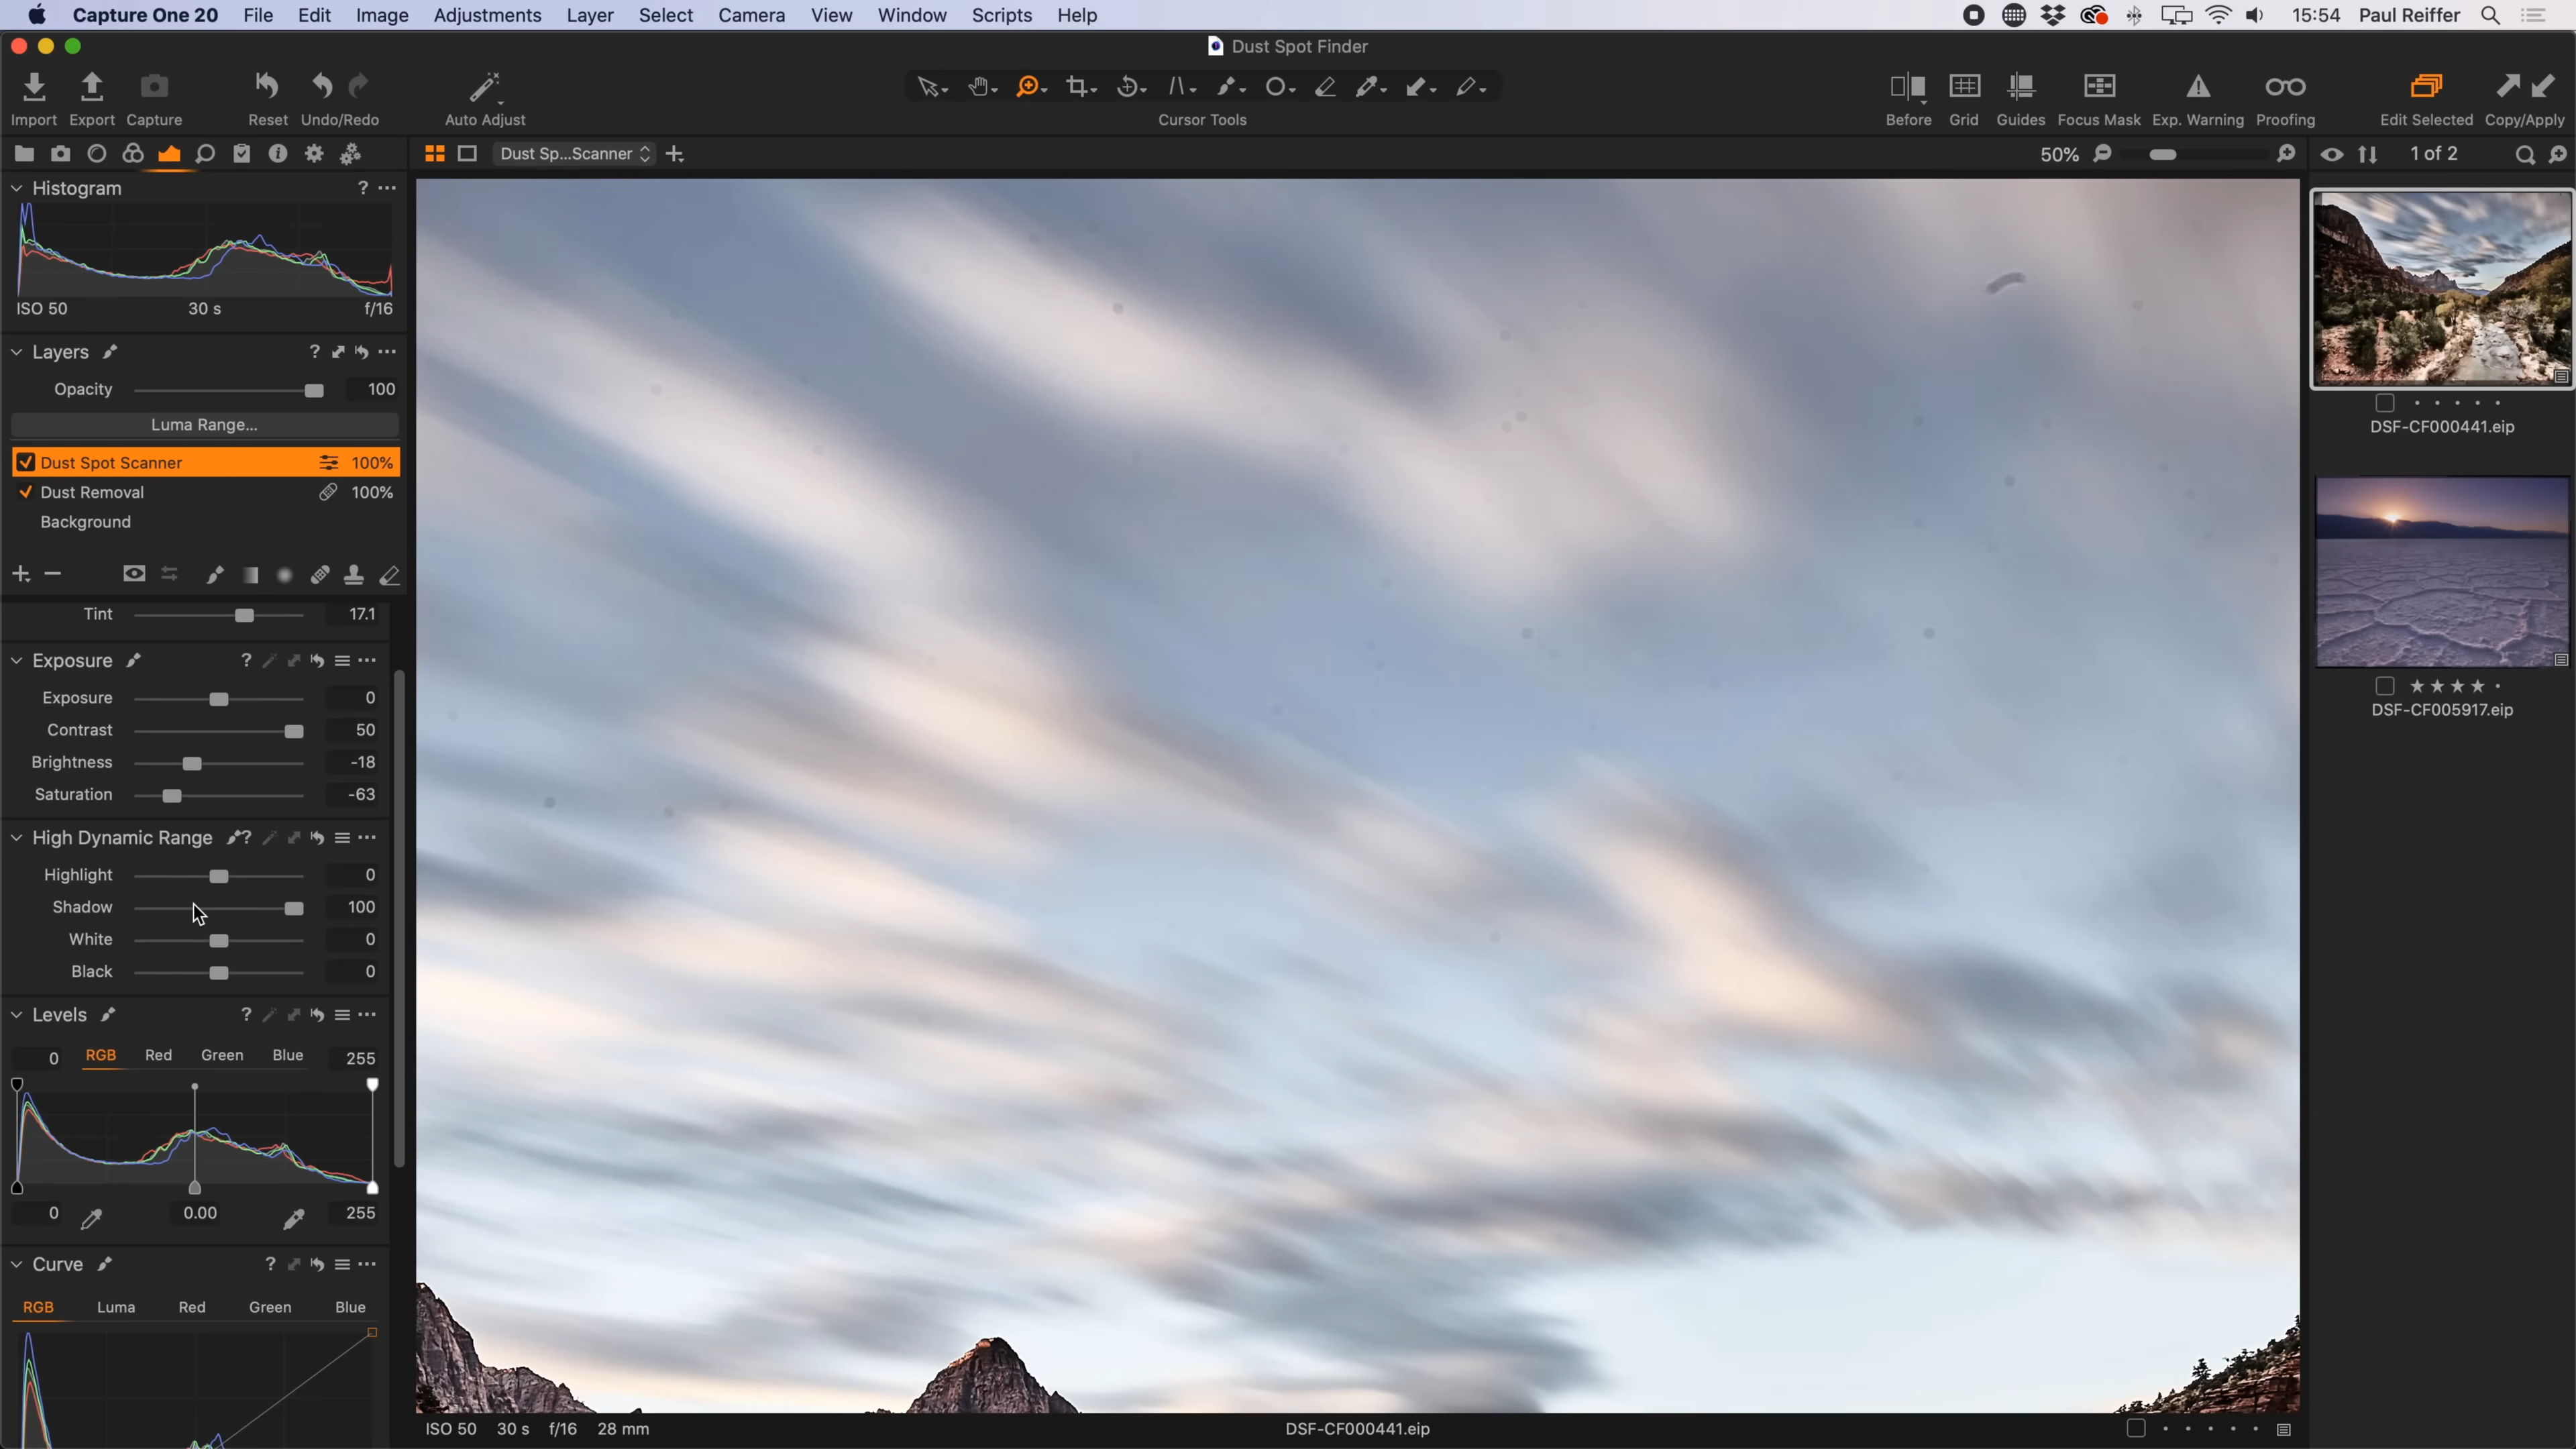 Capture One 20 File Edit Image Adjustments Layer Select Camera View Window Scripts Help 15:54 Paul Reiffer
Dust Spot Finder
Import Export Capture Reset Undo/Redo Auto Adjust Cursor Tools Before Grid Guides Focus Mask Exp. Warning Proofing Edit Selected Copy/Apply
Dust Sp...Scanner 50% 1 of 2
Histogram ?
ISO 50 30 s f/16
Layers ?
Opacity 100
Luma Range...
Dust Spot Scanner 100%
Dust Removal 100%
Background
Tint 17.1
Exposure ?
Exposure 0
Contrast 50
Brightness -18
Saturation -63
High Dynamic Range ?
Highlight 0
Shadow 100
White 0
Black 0
Levels ?
0 RGB Red Green Blue 255
0 0.00 255
Curve ?
RGB Luma Red Green Blue
ISO 50 30 s f/16 28 mm DSF-CF000441.eip
DSF-CF000441.eip
DSF-CF005917.eip